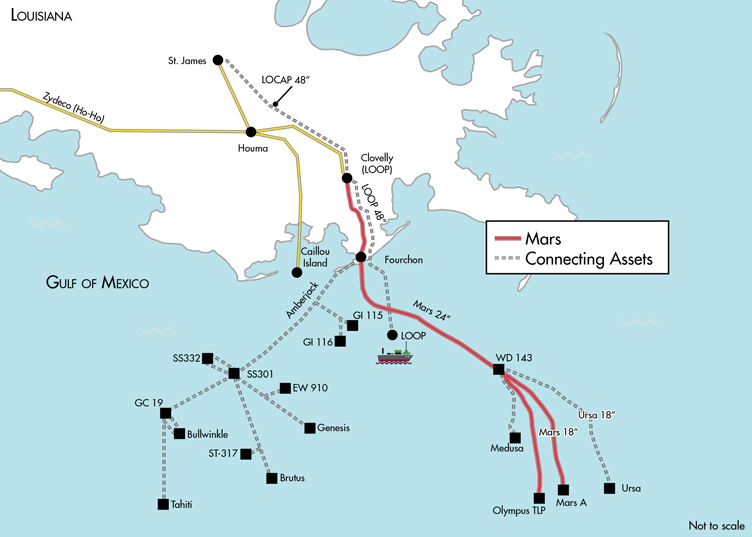 LOUISIANA
St. James
LOCAP 48"
Zydeco (Ho-Ho)
Houma
Clovelly
(LOOP)
LOOP 48"
Mars
Connecting Assets
Caillou
Island
Fourchon
GULF OF MEXICO
Amberjack
Mars 24"
GI 115
GI 116
LOOP
SS332
SS301
WD 143
EW 910
GC 19
Ursa 18"
Genesis
Mars 18"
Bullwinkle
Medusa
ST-317
Brutus
Ursa
Tahiti
Mars A
Olympus TLP
Not to scale